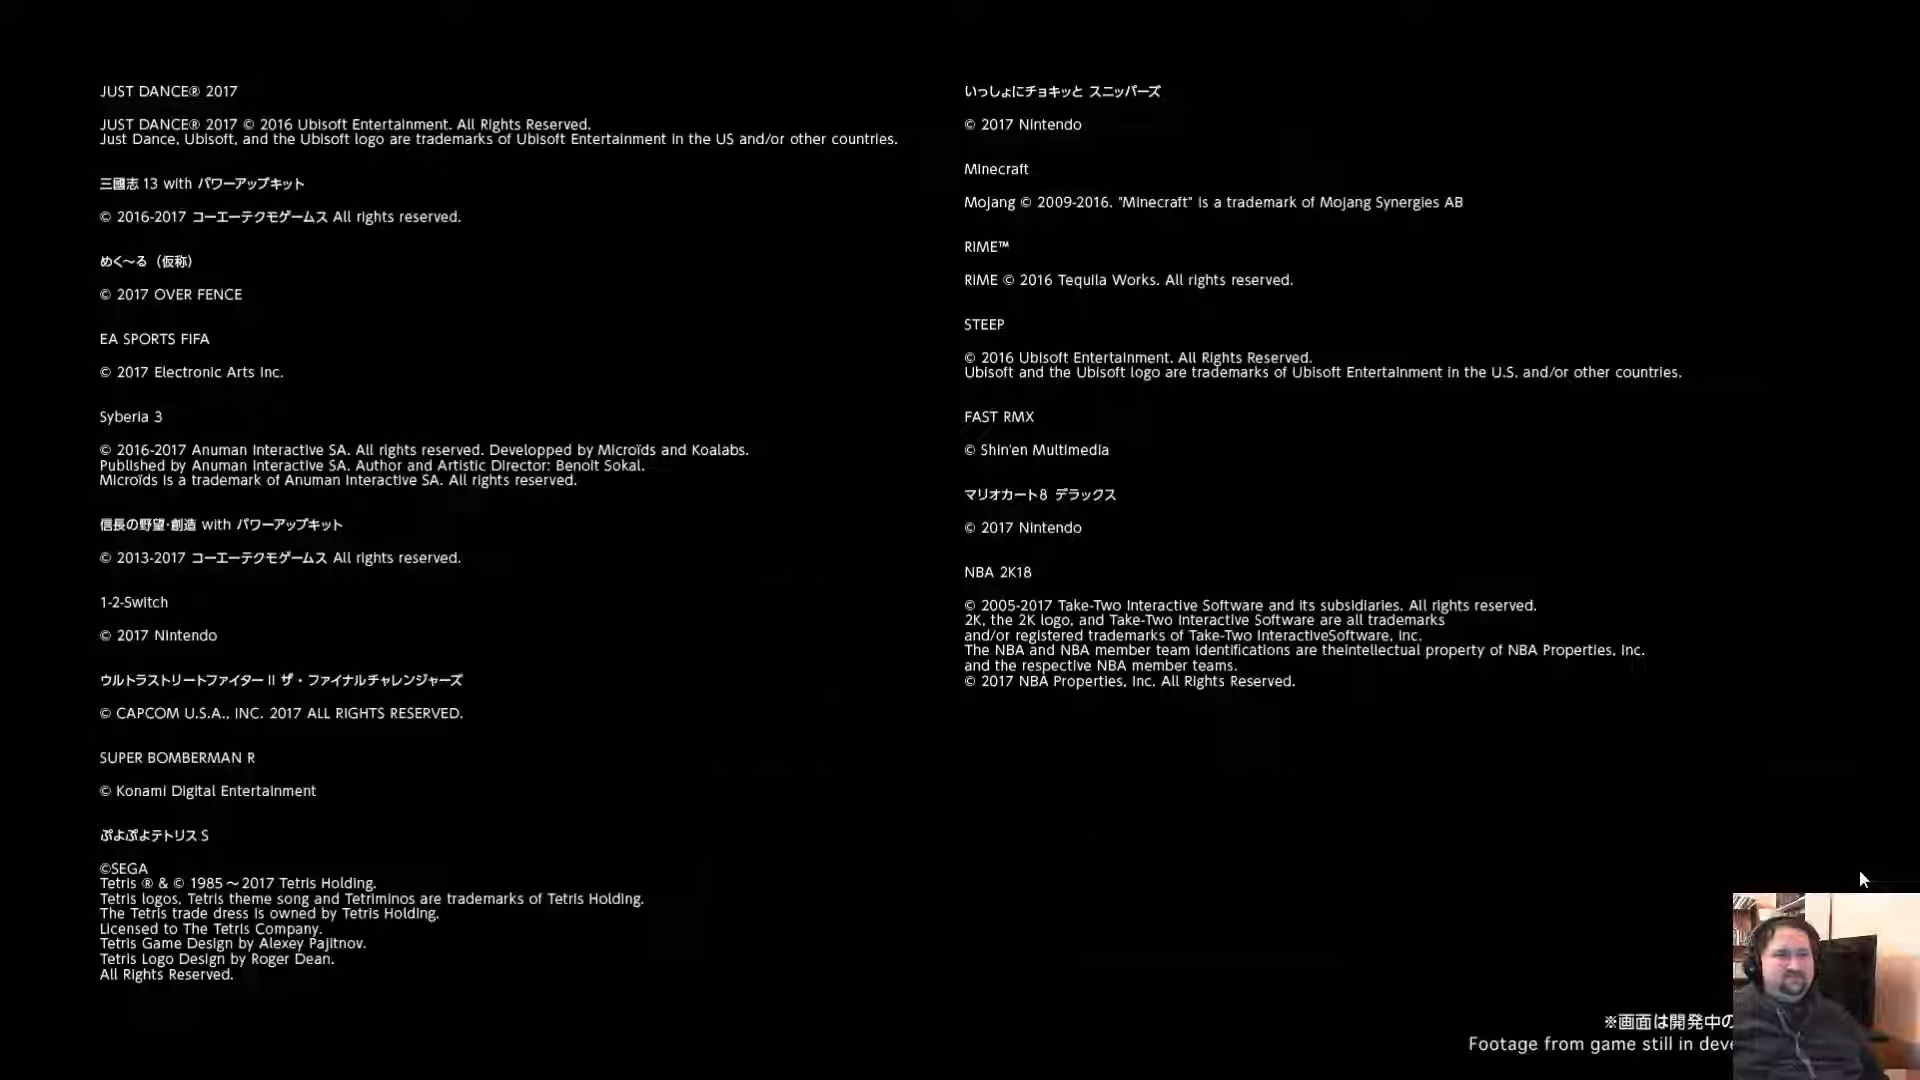 JUST DANCE® 2017
JUST DANCE® 2017 © 2016 Ubisoft Entertainment. All Rights Reserved.
Just Dance, Ubisoft, and the Ubisoft logo are trademarks of Ubisoft Entertainment in the US and/or other countries.
三國志 13 with パワーアップキット
© 2016-2017 コーエーテクモゲームス All rights reserved.
めく～る（仮称）
© 2017 OVER FENCE
EA SPORTS FIFA
© 2017 Electronic Arts Inc.
Syberia 3
© 2016-2017 Anuman Interactive SA. All rights reserved. Developped by Microïds and Koalabs.
Published by Anuman Interactive SA. Author and Artistic Director: Benoit Sokal.
Microïds is a trademark of Anuman Interactive SA. All rights reserved.
信長の野望･創造 with パワーアップキット
© 2013-2017 コーエーテクモゲームス All rights reserved.
1-2-Switch
© 2017 Nintendo
ウルトラストリートファイター II ザ・ファイナルチャレンジャーズ
© CAPCOM U.S.A., INC. 2017 ALL RIGHTS RESERVED.
SUPER BOMBERMAN R
© Konami Digital Entertainment
ぷよぷよテトリス S
©SEGA
Tetris ® & © 1985～2017 Tetris Holding.
Tetris logos, Tetris theme song and Tetriminos are trademarks of Tetris Holding.
The Tetris trade dress is owned by Tetris Holding.
Licensed to The Tetris Company.
Tetris Game Design by Alexey Pajitnov.
Tetris Logo Design by Roger Dean.
All Rights Reserved.
いっしょにチョキッと スニッパーズ
© 2017 Nintendo
Minecraft
Mojang © 2009-2016. "Minecraft" is a trademark of Mojang Synergies AB
RIME™
RIME © 2016 Tequila Works. All rights reserved.
STEEP
© 2016 Ubisoft Entertainment. All Rights Reserved.
Ubisoft and the Ubisoft logo are trademarks of Ubisoft Entertainment in the U.S. and/or other countries.
FAST RMX
© Shin'en Multimedia
マリオカート8 デラックス
© 2017 Nintendo
NBA 2K18
© 2005-2017 Take-Two Interactive Software and its subsidiaries. All rights reserved.
2K, the 2K logo, and Take-Two Interactive Software are all trademarks
and/or registered trademarks of Take-Two InteractiveSoftware, Inc.
The NBA and NBA member team identifications are theintellectual property of NBA Properties, Inc.
and the respective NBA member teams.
© 2017 NBA Properties, Inc. All Rights Reserved.
※画面は開発中の
Footage from game still in deve